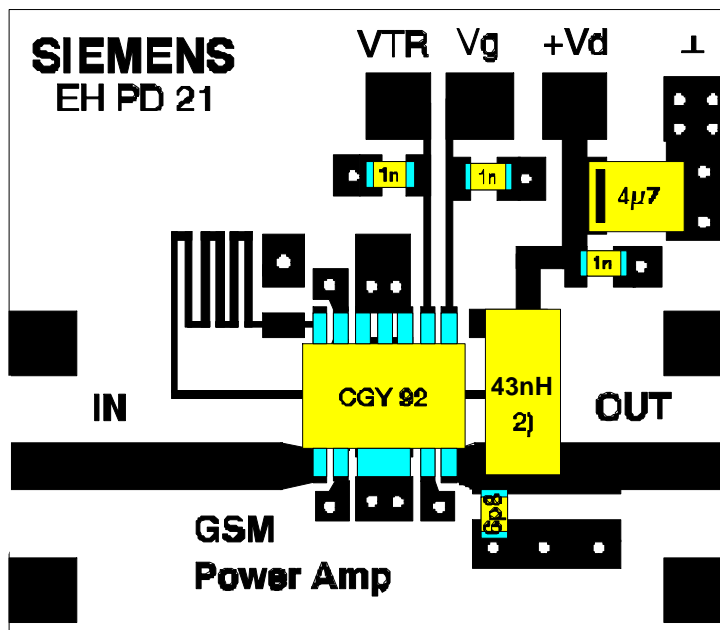 SIEMENS
EH PD 21
VTR Vg +Vd ⊥
1n 1n 4µ7
1n
CGY 92
43nH
2)
IN OUT
6p8
GSM
Power Amp